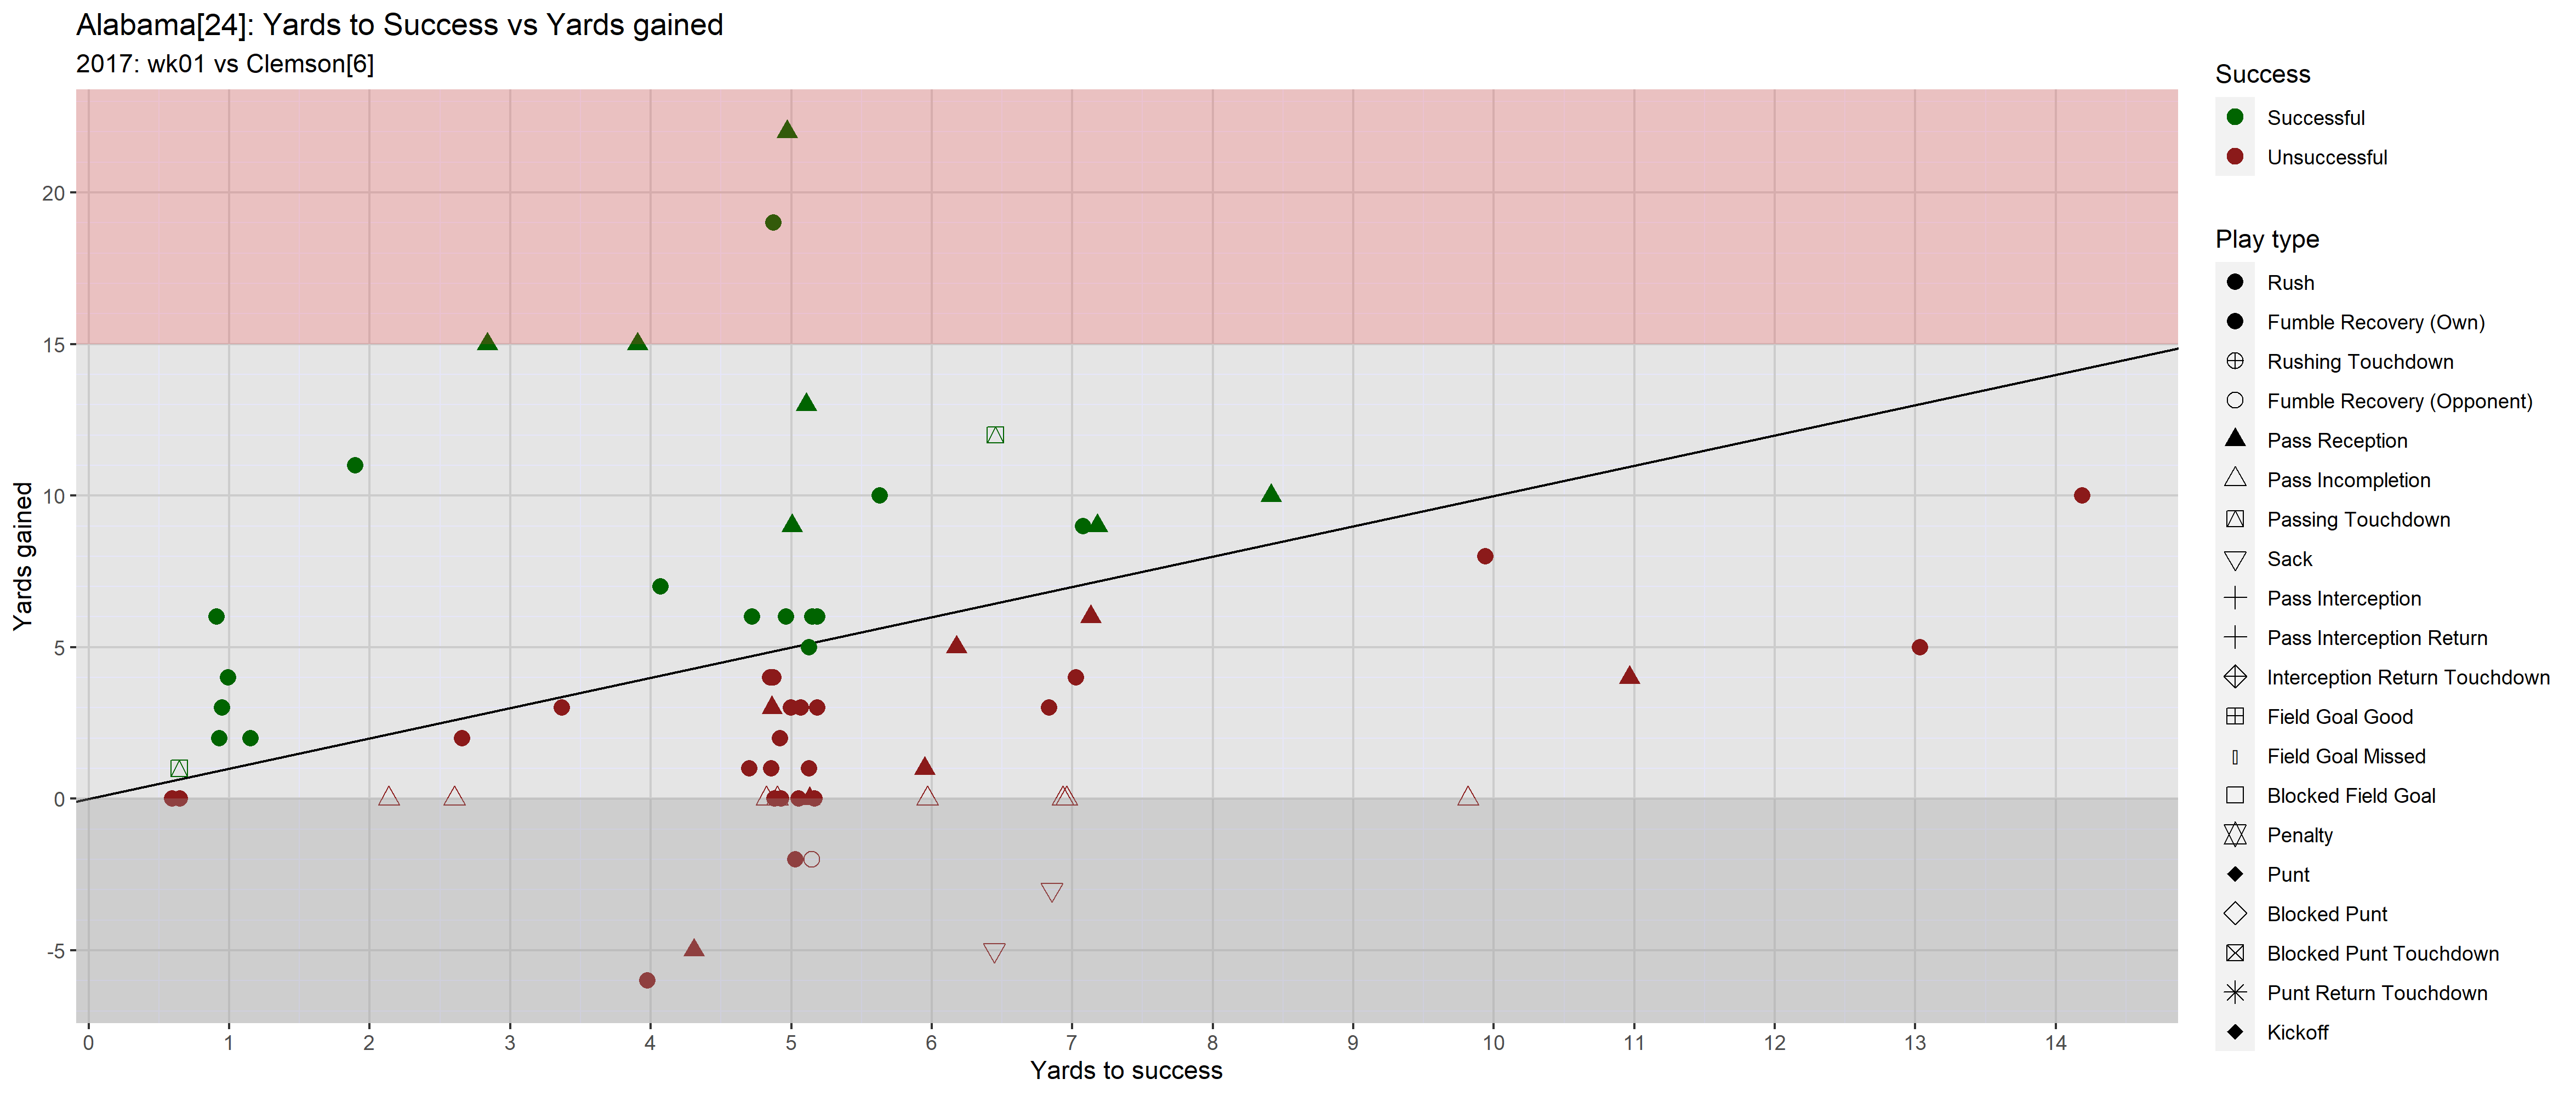 Alabama[24]: Yards to Success vs Yards gained
2017: wk01 vs Clemson[6]
Yards gained
20
15
10
5
0
-5
0 1 2 3 4 5 6 7 8 9 10 11 12 13 14
Yards to success
Success
Successful
Unsuccessful
Play type
Rush
Fumble Recovery (Own)
Rushing Touchdown
Fumble Recovery (Opponent)
Pass Reception
Pass Incompletion
Passing Touchdown
Sack
Pass Interception
Pass Interception Return
Interception Return Touchdown
Field Goal Good
Field Goal Missed
Blocked Field Goal
Penalty
Punt
Blocked Punt
Blocked Punt Touchdown
Punt Return Touchdown
Kickoff